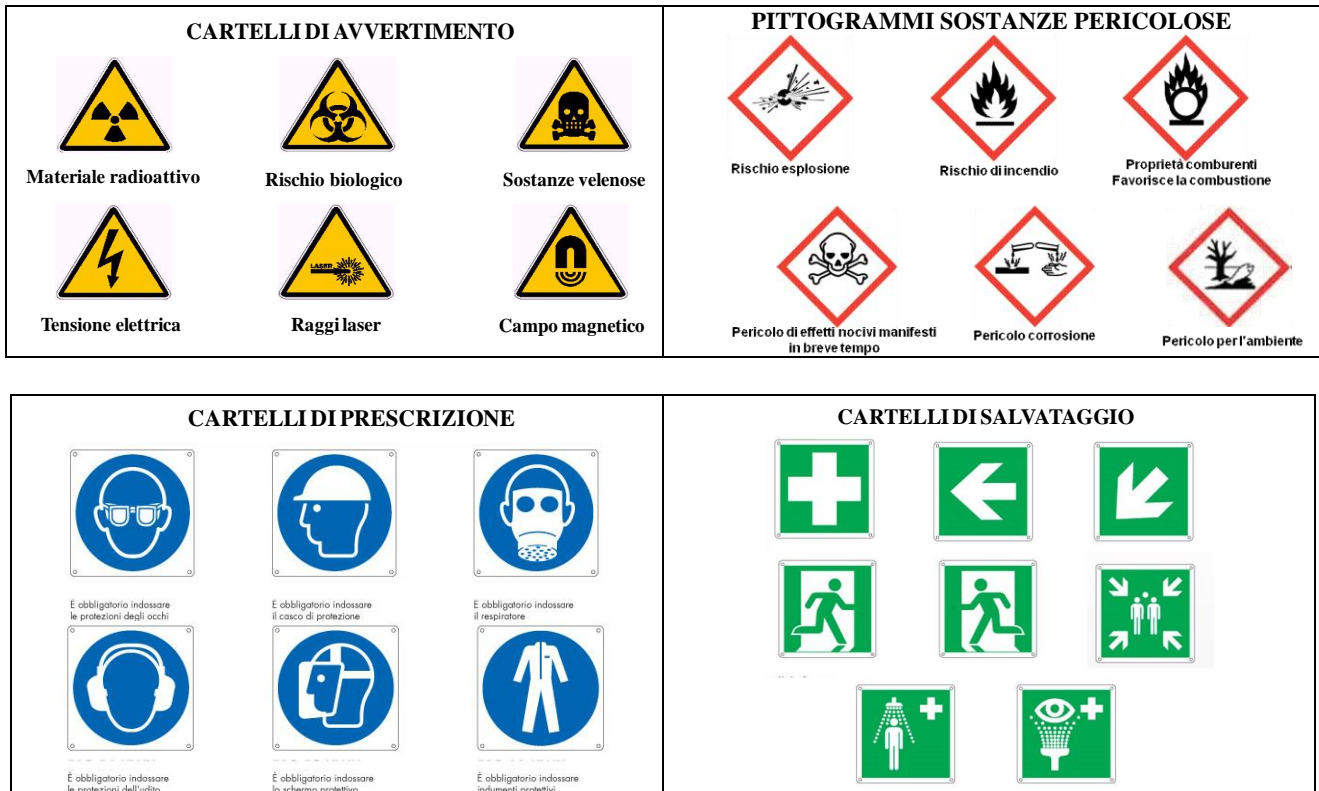 CARTELLI DI AVVERTIMENTO
Materiale radioattivo
Rischio biologico
Sostanze velenose
LASER
Tensione elettrica
Raggi laser
Campo magnetico
PITTOGRAMMI SOSTANZE PERICOLOSE
Rischio esplosione
Rischio di incendio
Proprietà comburenti
Favorisce la combustione
Pericolo di effetti nocivi manifesti
in breve tempo
Pericolo corrosione
Pericolo per l'ambiente
CARTELLI DI PRESCRIZIONE
E obbligatorio indossare
le protezioni degli occhi
E obbligatorio indossare
il casco di protezione
E obbligatorio indossare
il respiratore
È obbligatorio indossare
le protezioni dell'udito
È obbligatorio indossare
lo schermo protettivo
È obbligatorio indossare
indumenti protettivi
CARTELLI DI SALVATAGGIO